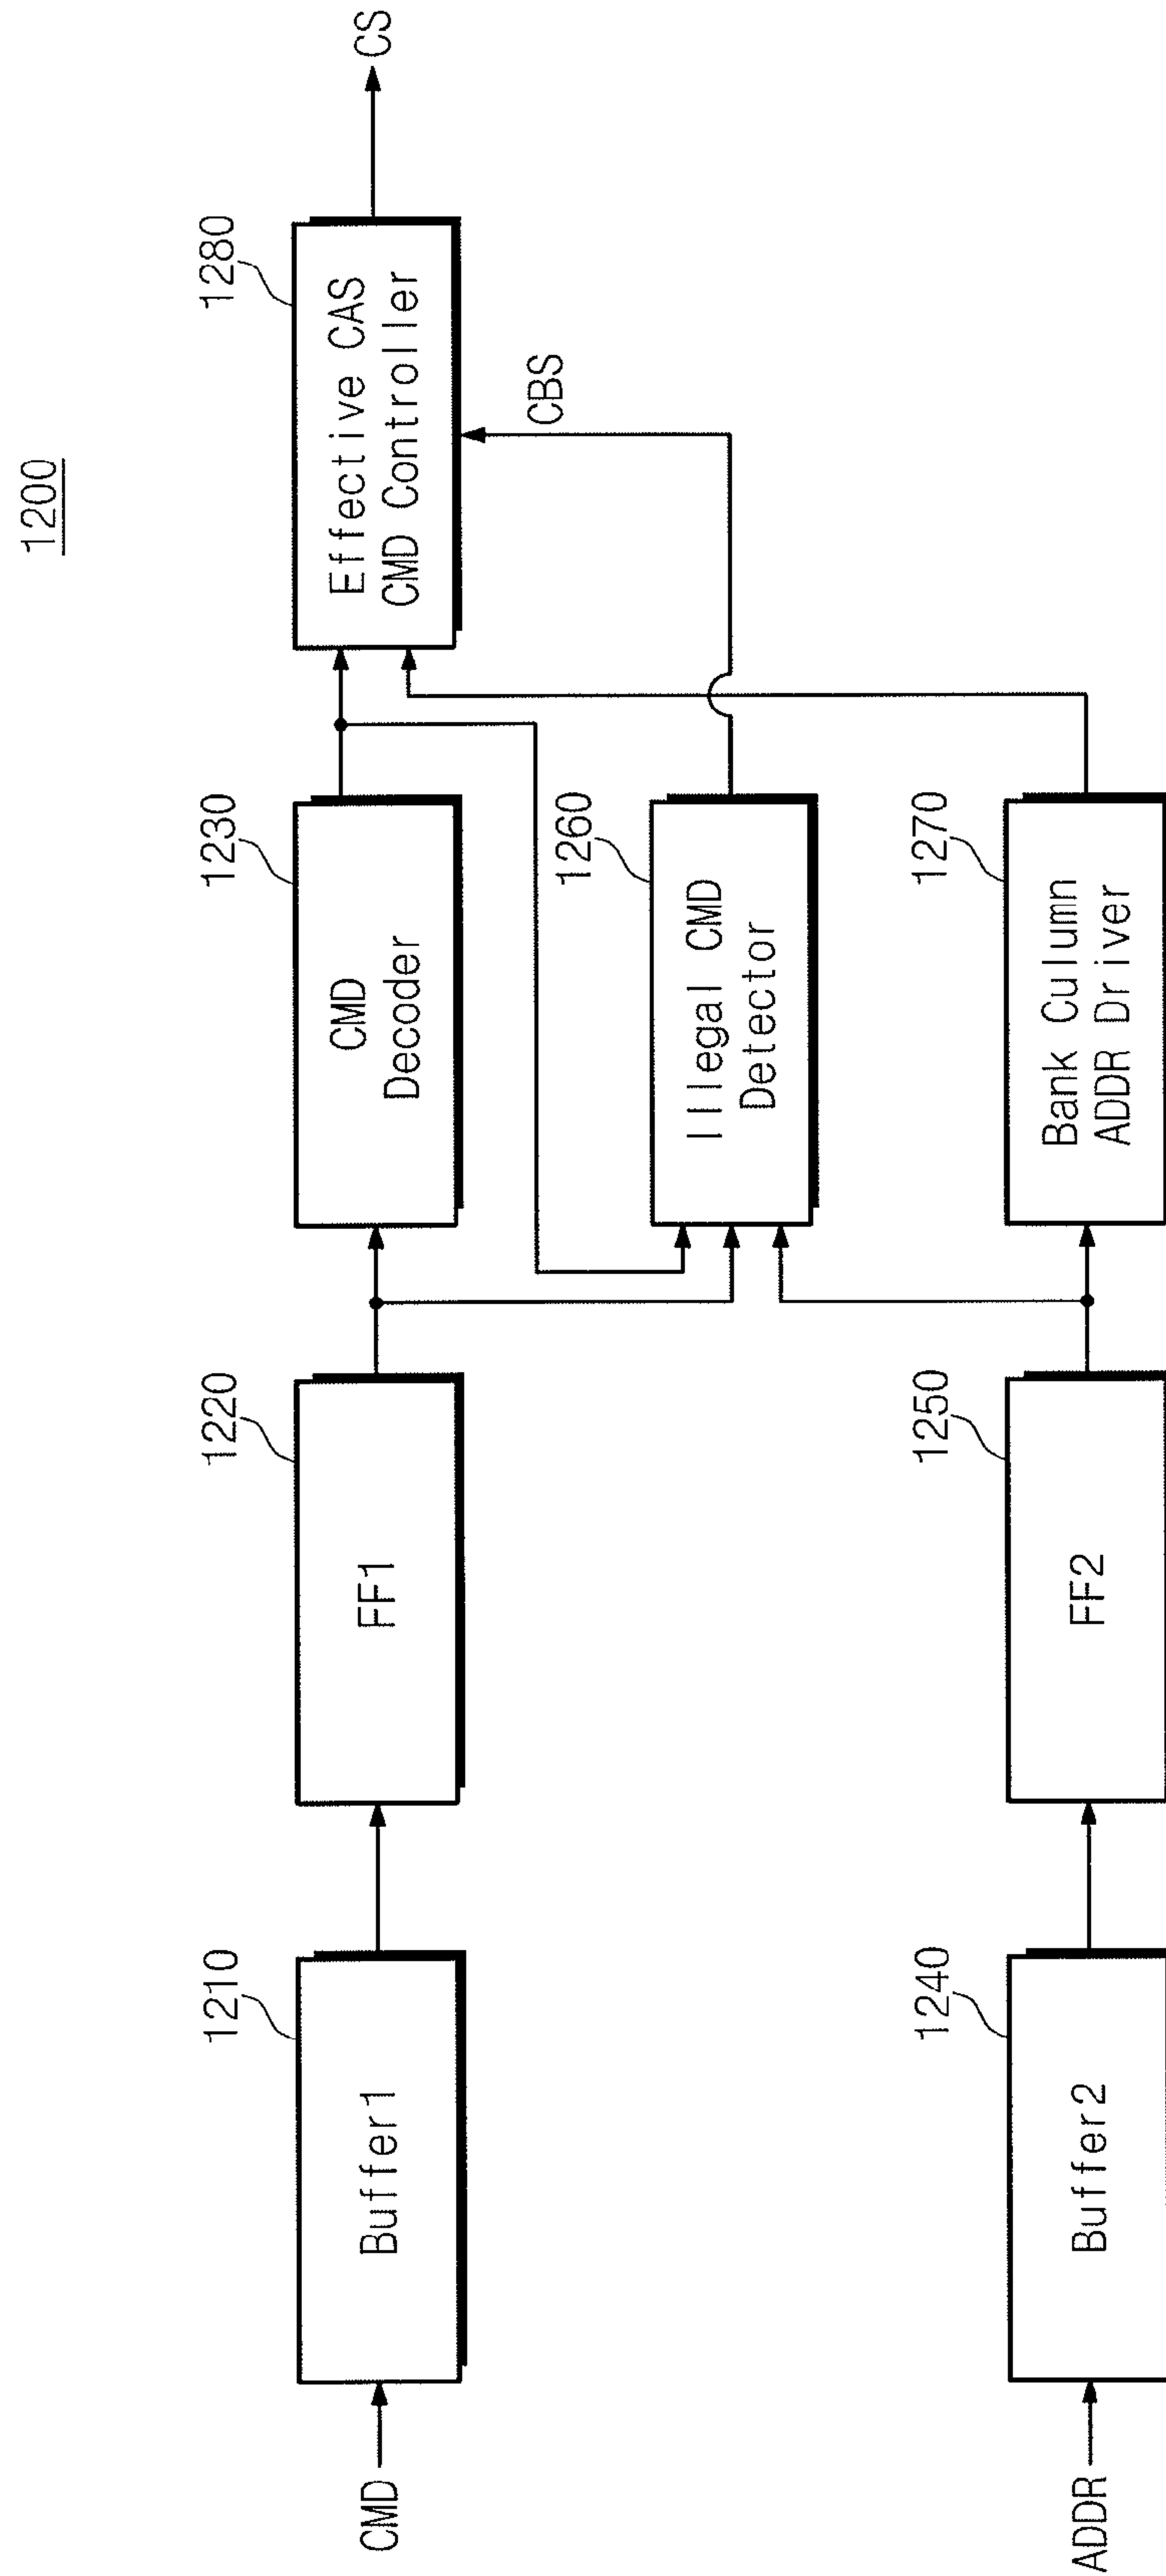 1200
CMD
1210
Buffer1
1220
FF1
1230
CMD
Decoder
1280
Effective CAS
CMD Controller
CS
CBS
1260
Illegal CMD
Detector
ADDR
1240
Buffer2
1250
FF2
1270
Bank Culumn
ADDR Driver